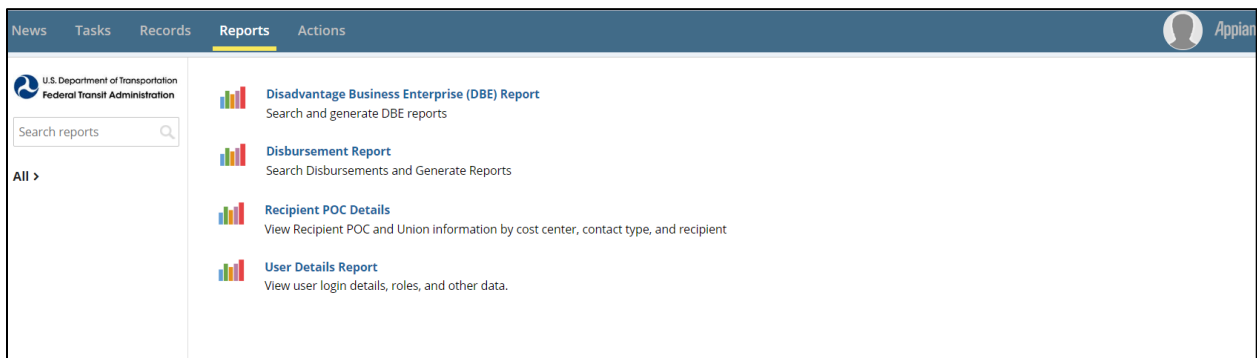 News Tasks Records Reports Actions
Appian
U.S. Department of Transportation
Federal Transit Administration
Search reports
All >
Disadvantage Business Enterprise (DBE) Report
Search and generate DBE reports
Disbursement Report
Search Disbursements and Generate Reports
Recipient POC Details
View Recipient POC and Union information by cost center, contact type, and recipient
User Details Report
View user login details, roles, and other data.